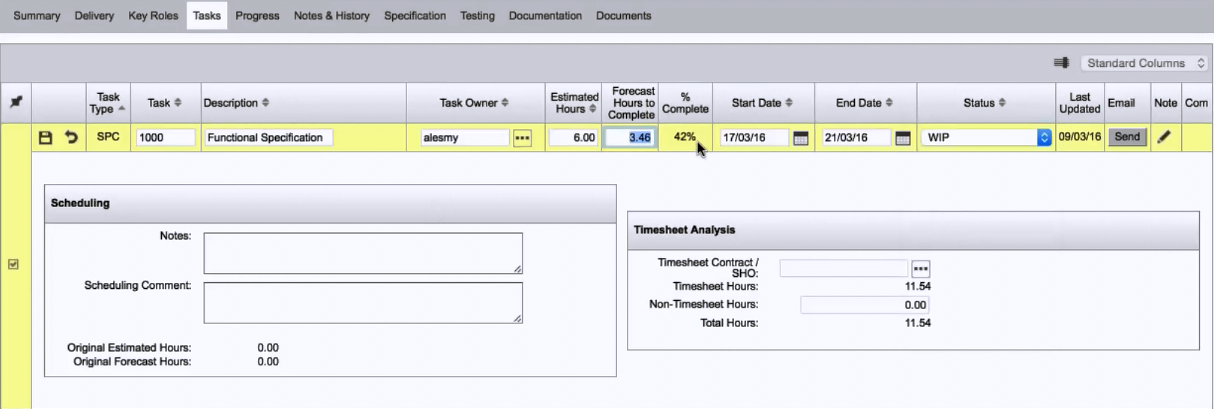 Summary Delivery Key Roles Tasks Progress Notes & History Specification Testing Documentation Documents
Standard Columns
Task Type Task Description Task Owner Estimated Hours Forecast Hours to Complete % Complete Start Date End Date Status Last Updated Email Note Com
SPC 1000 Functional Specification alesmy ... 6.00 3.46 42% 17/03/16 21/03/16 WIP 09/03/16 Send
Scheduling
Notes:
Scheduling Comment:
Original Estimated Hours: 0.00
Original Forecast Hours: 0.00
Timesheet Analysis
Timesheet Contract / SHO: ...
Timesheet Hours: 11.54
Non-Timesheet Hours: 0.00
Total Hours: 11.54